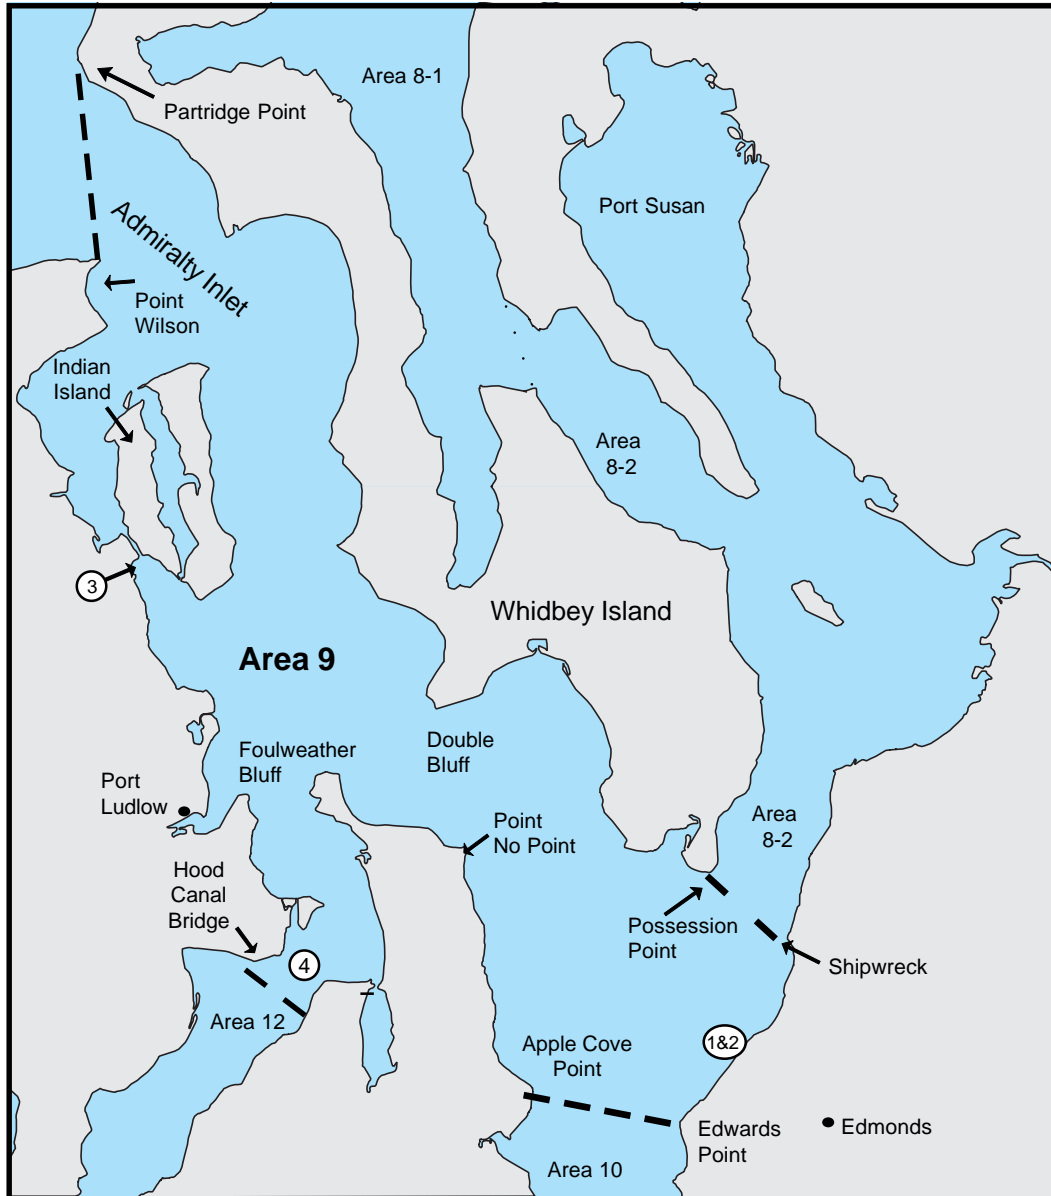 Area 8-1
Partridge Point
Port Susan
Admiralty Inlet
Point
Wilson
Indian
Island
Area
8-2
3
Whidbey Island
Area 9
Foulweather
Bluff
Double
Bluff
Port
Ludlow
Point
No Point
Area
8-2
Hood
Canal
Bridge
Possession
Point
Shipwreck
4
Area 12
1&2
Apple Cove
Point
Edwards
Point
Edmonds
Area 10